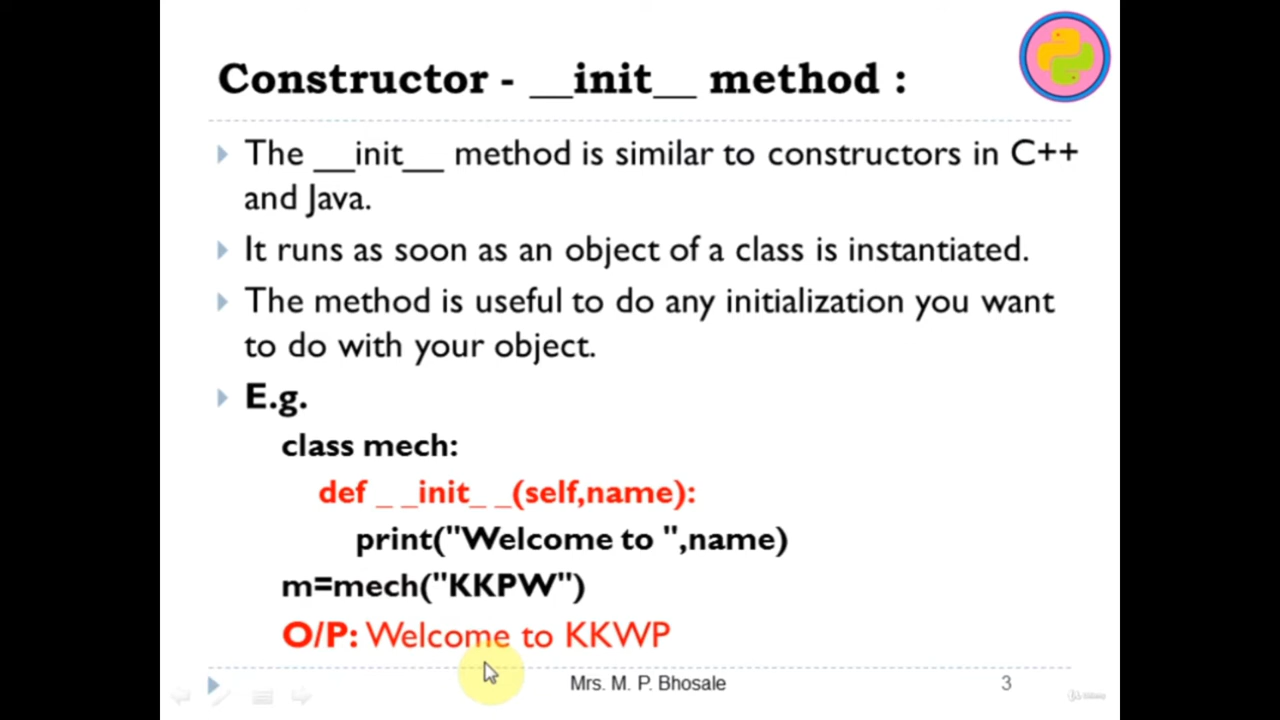 Constructor - __init__ method :
The __init__ method is similar to constructors in C++
and Java.
It runs as soon as an object of a class is instantiated.
The method is useful to do any initialization you want
to do with your object.
E.g.
class mech:
def _ _init_ _(self,name):
print("Welcome to ",name)
m=mech("KKPW")
O/P: Welcome to KKWP
Mrs. M. P. Bhosale
3